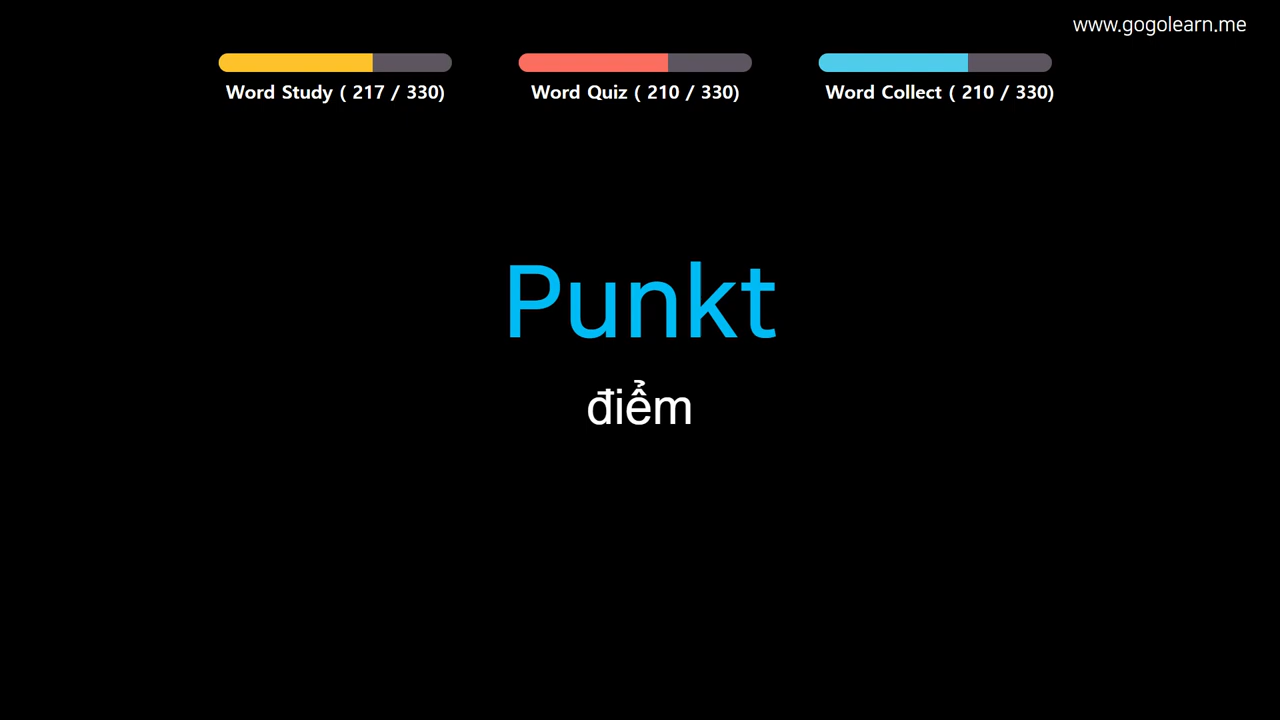 www.gogolearn.me
Word Study ( 217 / 330)
Word Quiz ( 210 / 330)
Word Collect ( 210 / 330)
Punkt
điểm